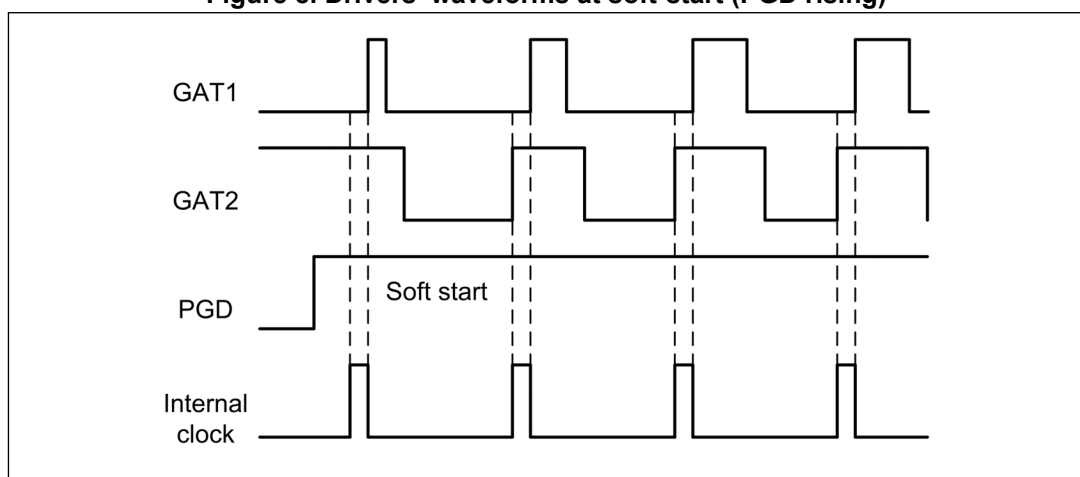 GAT1
GAT2
PGD
Soft start
Internal
clock